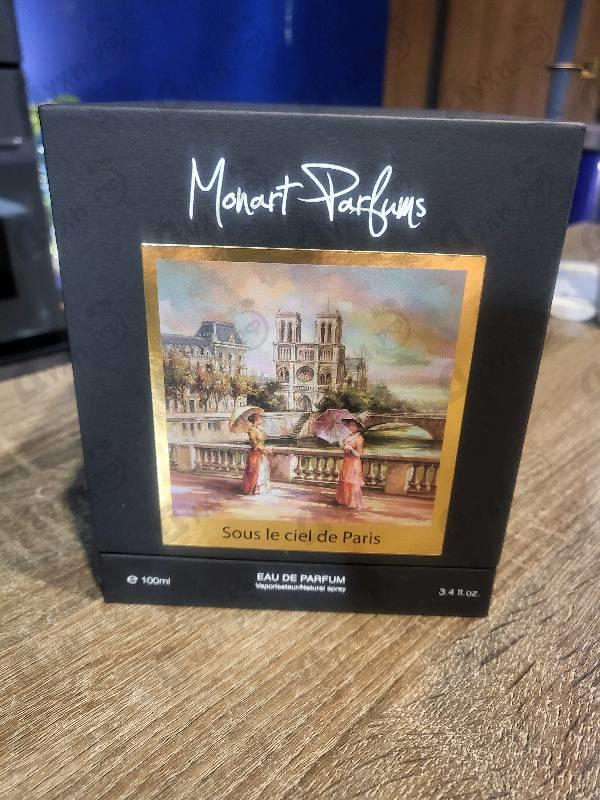 Monart Parfums
Sous le ciel de Paris
℮ 100ml
EAU DE PARFUM
Vaporisateur/Natural spray
3.4 fl.oz.